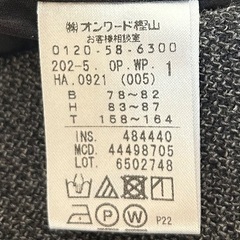 ㈱オンワード樫山
お客様相談室
0120-58-6300
202-5. OP.WP. 1
HA.0921 (005)
B 78~82
H 83~87
T 158~164
INS. 484440
MCD. 44498705
LOT. 6502748
P W P22